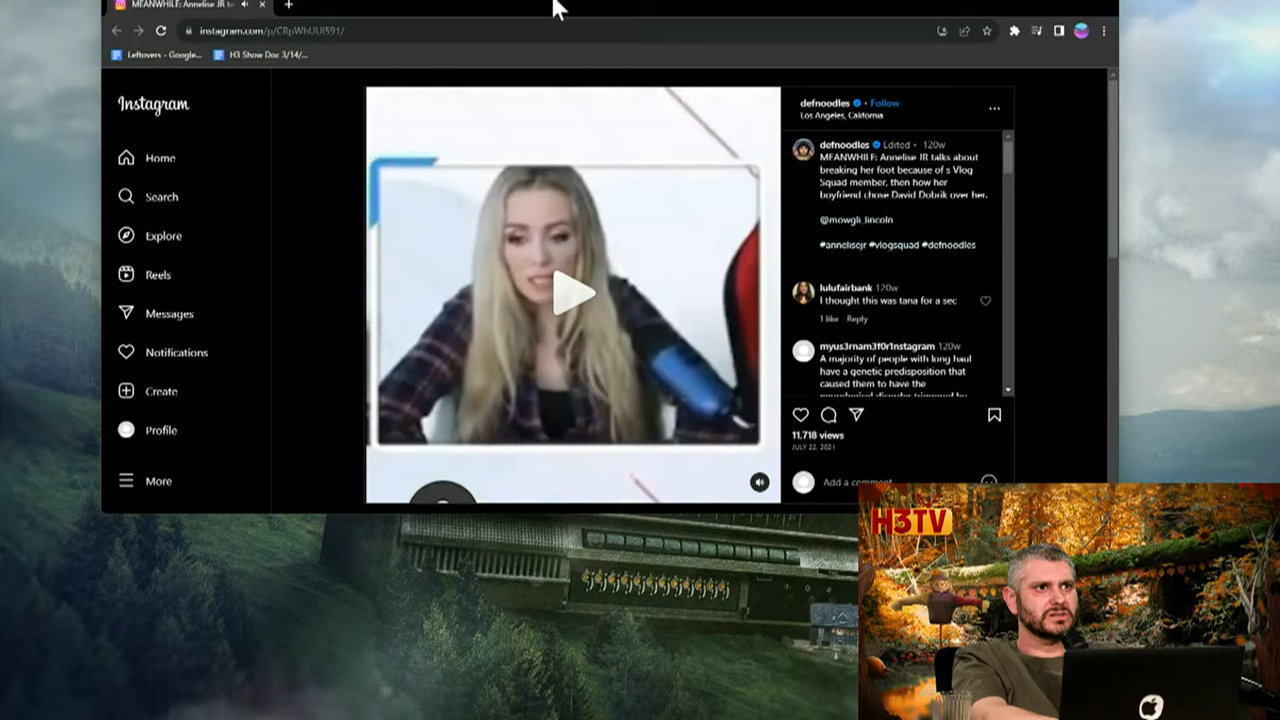 MEANWHILE: Annelise JR t
instagram.com/p/CRpWhUUI591/
Leftovers - Google...
H3 Show Doc 3/14/...
Instagram
Home
Search
Explore
Reels
Messages
Notifications
Create
Profile
More
defnoodles • Follow
Los Angeles, California
defnoodles Edited • 120w
MEANWHILE: Annelise JR talks about
breaking her foot because of s Vlog
Squad member, then how her
boyfriend chose David Dobrik over her.
@mowgli_lincoln
#annelisejr #vlogsquad #defnoodles
lulufairbank 120w
I thought this was tana for a sec
1 like Reply
myus3rnam3f0r1nstagram 120w
A majority of people with long haul
have a genetic predisposition that
caused them to have the
11,718 views
JULY 22, 2021
Add a comment
H3TV